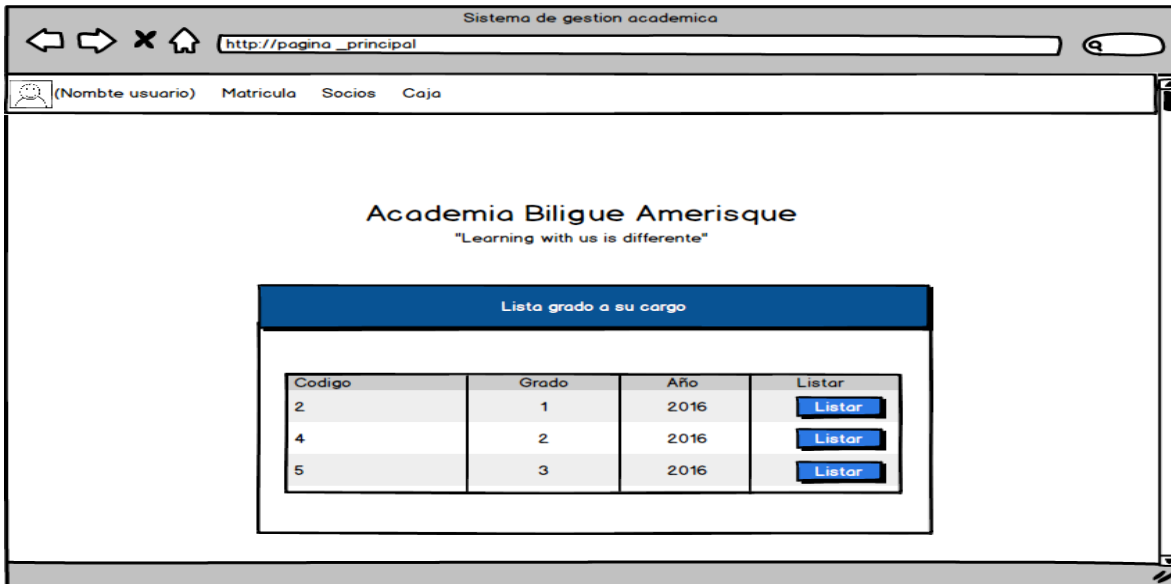 Sistema de gestion academica
http://pagina _principal
(Nombte usuario) Matricula Socios Caja
Academia Biligue Amerisque
"Learning with us is differente"
Lista grado a su cargo
Codigo Grado Año Listar
2 1 2016 Listar
4 2 2016 Listar
5 3 2016 Listar